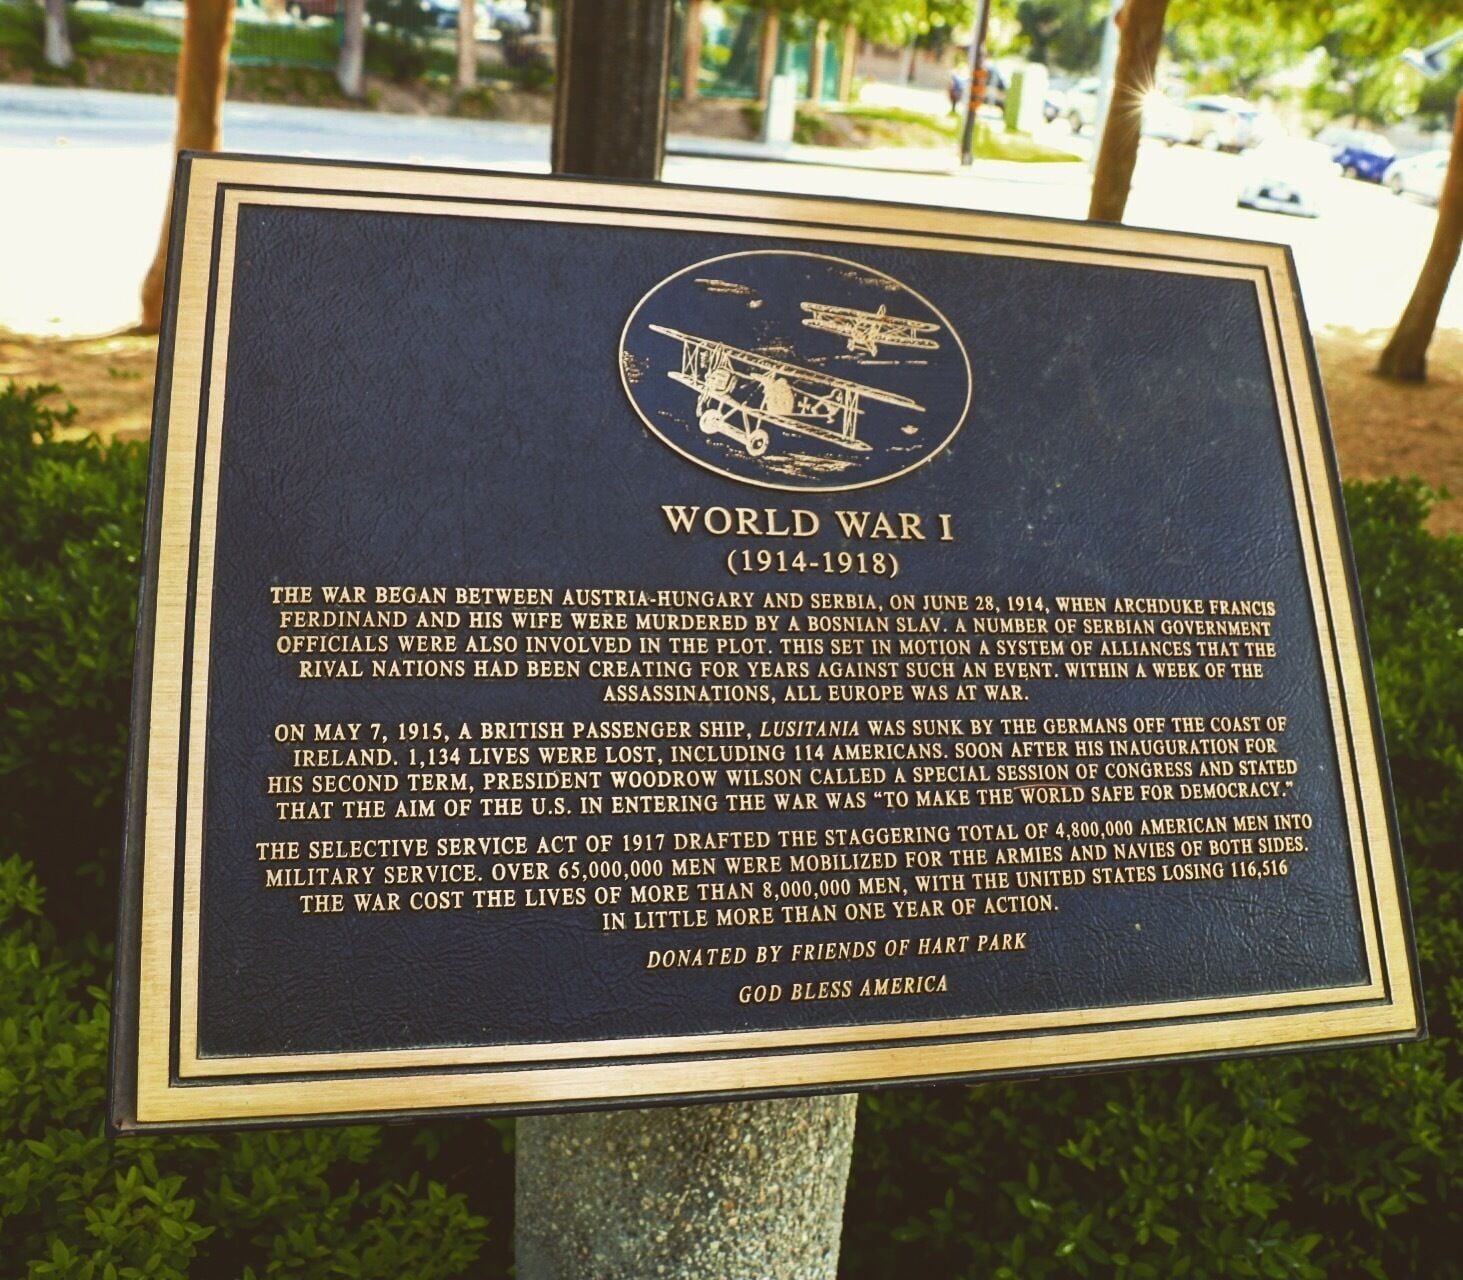 WORLD WAR I
(1914-1918)
THE WAR BEGAN BETWEEN AUSTRIA-HUNGARY AND SERBIA, ON JUNE 28, 1914, WHEN ARCHDUKE FRANCIS
FERDINAND AND HIS WIFE WERE MURDERED BY A BOSNIAN SLAV. A NUMBER OF SERBIAN GOVERNMENT
OFFICIALS WERE ALSO INVOLVED IN THE PLOT. THIS SET IN MOTION A SYSTEM OF ALLIANCES THAT THE
RIVAL NATIONS HAD BEEN CREATING FOR YEARS AGAINST SUCH AN EVENT. WITHIN A WEEK OF THE
ASSASSINATIONS, ALL EUROPE WAS AT WAR.
ON MAY 7, 1915, A BRITISH PASSENGER SHIP, LUSITANIA WAS SUNK BY THE GERMANS OFF THE COAST OF
IRELAND. 1,134 LIVES WERE LOST, INCLUDING 114 AMERICANS. SOON AFTER HIS INAUGURATION FOR
HIS SECOND TERM, PRESIDENT WOODROW WILSON CALLED A SPECIAL SESSION OF CONGRESS AND STATED
THAT THE AIM OF THE U.S. IN ENTERING THE WAR WAS "TO MAKE THE WORLD SAFE FOR DEMOCRACY."
THE SELECTIVE SERVICE ACT OF 1917 DRAFTED THE STAGGERING TOTAL OF 4,800,000 AMERICAN MEN INTO
MILITARY SERVICE. OVER 65,000,000 MEN WERE MOBILIZED FOR THE ARMIES AND NAVIES OF BOTH SIDES.
THE WAR COST THE LIVES OF MORE THAN 8,000,000 MEN, WITH THE UNITED STATES LOSING 116,516
IN LITTLE MORE THAN ONE YEAR OF ACTION.
DONATED BY FRIENDS OF HART PARK
GOD BLESS AMERICA